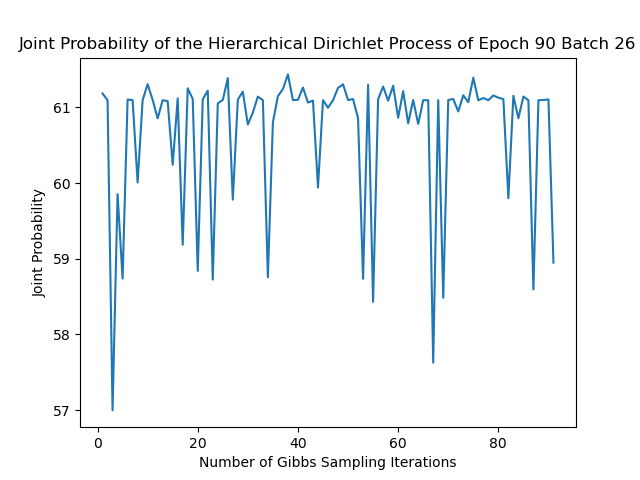 Joint Probability of the Hierarchical Dirichlet Process of Epoch 90 Batch 26
61
60
59
58
57
Joint Probability
0 20 40 60 80
Number of Gibbs Sampling Iterations